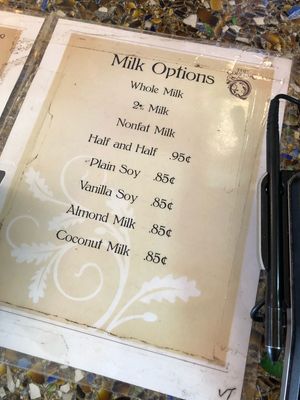 Milk Options
Whole Milk
2% Milk
Nonfat Milk
Half and Half .95¢
Plain Soy .85¢
Vanilla Soy .85¢
Almond Milk .85¢
Coconut Milk .85¢